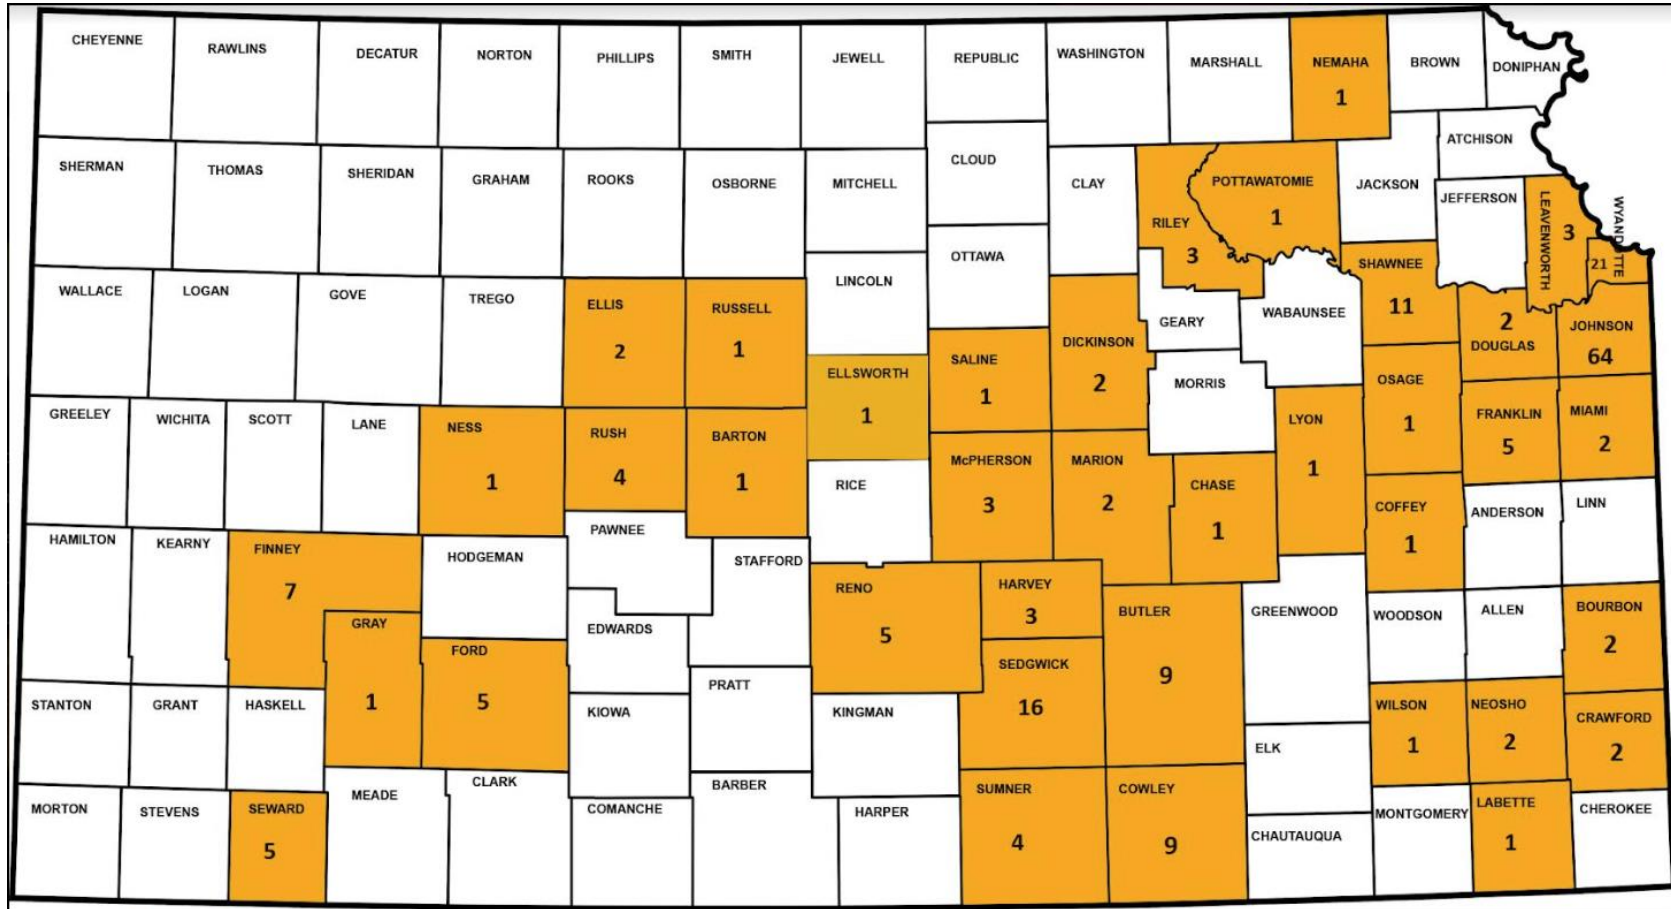 CHEYENNE
RAWLINS
DECATUR
NORTON
PHILLIPS
SMITH
JEWELL
REPUBLIC
WASHINGTON
MARSHALL
NEMAHA
1
BROWN
DONIPHAN
SHERMAN
THOMAS
SHERIDAN
GRAHAM
ROOKS
OSBORNE
MITCHELL
CLOUD
CLAY
RILEY
3
POTTAWATOMIE
1
JACKSON
ATCHISON
JEFFERSON
LEAVENWORTH
3
WYANDOTTE
21
WALLACE
LOGAN
GOVE
TREGO
ELLIS
2
RUSSELL
1
LINCOLN
OTTAWA
ELLSWORTH
1
SALINE
1
DICKINSON
2
GEARY
WABAUNSEE
MORRIS
SHAWNEE
11
2
DOUGLAS
JOHNSON
64
GREELEY
WICHITA
SCOTT
LANE
NESS
1
RUSH
4
BARTON
1
RICE
McPHERSON
3
MARION
2
CHASE
1
LYON
1
OSAGE
1
FRANKLIN
5
MIAMI
2
HAMILTON
KEARNY
FINNEY
7
GRAY
1
HODGEMAN
PAWNEE
STAFFORD
EDWARDS
FORD
5
RENO
5
HARVEY
3
SEDGWICK
16
BUTLER
9
GREENWOOD
COFFEY
1
ANDERSON
LINN
WOODSON
ALLEN
BOURBON
2
STANTON
GRANT
HASKELL
KIOWA
PRATT
KINGMAN
ELK
WILSON
1
NEOSHO
2
CRAWFORD
2
MORTON
STEVENS
SEWARD
5
MEADE
CLARK
COMANCHE
BARBER
HARPER
SUMNER
4
COWLEY
9
CHAUTAUQUA
MONTGOMERY
LABETTE
1
CHEROKEE